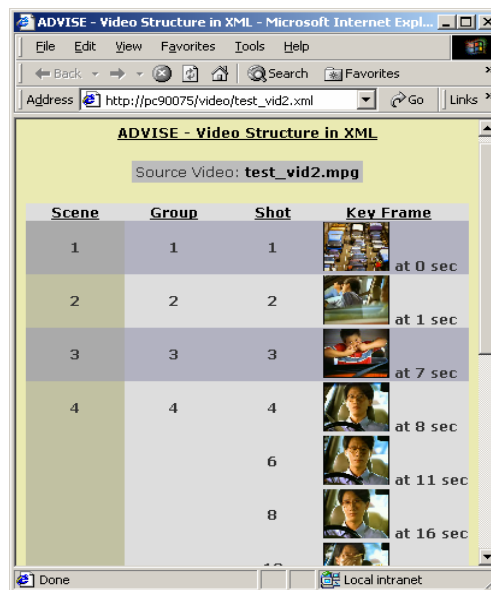 ADVISE - Video Structure in XML - Microsoft Internet Expl...
File Edit View Favorites Tools Help
Back Search Favorites »
Address http://pc90075/video/test_vid2.xml Go Links »
ADVISE - Video Structure in XML
Source Video: test_vid2.mpg
Scene Group Shot Key Frame
1 1 1 at 0 sec
2 2 2 at 1 sec
3 3 3 at 7 sec
4 4 4 at 8 sec
6 at 11 sec
8 at 16 sec
Done Local intranet